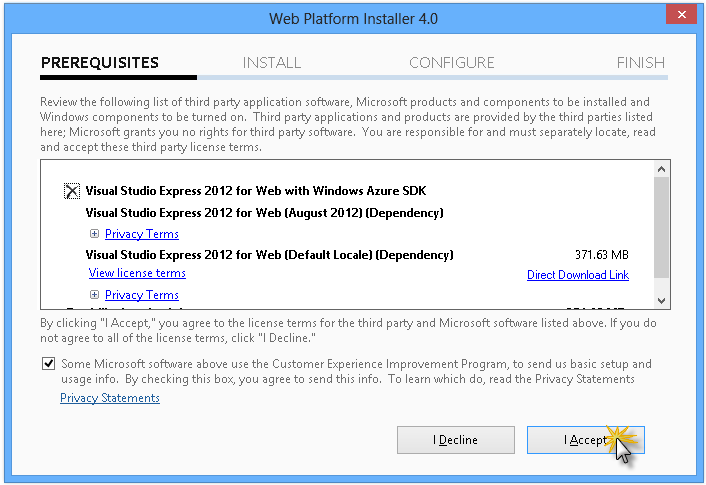 Web Platform Installer 4.0
PREREQUISITES INSTALL CONFIGURE FINISH
Review the following list of third party application software, Microsoft products and components to be installed and
Windows components to be turned on. Third party applications and products are provided by the third parties listed
here; Microsoft grants you no rights for third party software. You are responsible for and must separately locate, read
and accept these third party license terms.
Visual Studio Express 2012 for Web with Windows Azure SDK
Visual Studio Express 2012 for Web (August 2012) (Dependency)
Privacy Terms
Visual Studio Express 2012 for Web (Default Locale) (Dependency) 371.63 MB
View license terms Direct Download Link
Privacy Terms
By clicking "I Accept," you agree to the license terms for the third party and Microsoft software listed above. If you do
not agree to all of the license terms, click "I Decline."
Some Microsoft software above use the Customer Experience Improvement Program, to send us basic setup and
usage info. By checking this box, you agree to send this info. To learn which do, read the Privacy Statements
Privacy Statements
I Decline I Accept